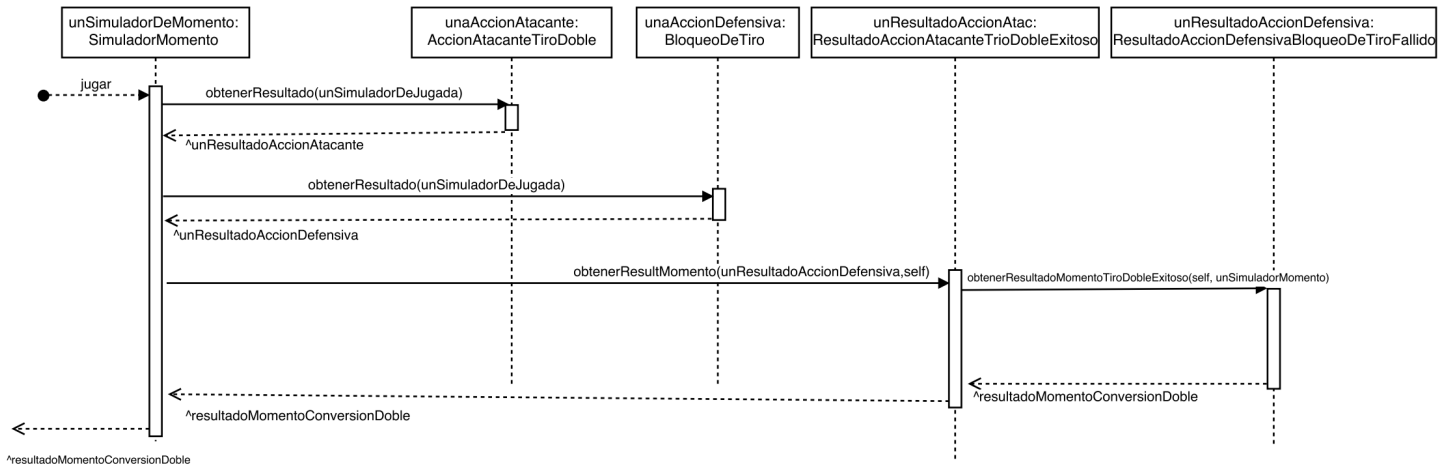 unSimuladorDeMomento:
SimuladorMomento
unaAccionAtacante:
AccionAtacanteTiroDoble
unaAccionDefensiva:
BloqueoDeTiro
unResultadoAccionAtac:
ResultadoAccionAtacanteTrioDobleExitoso
unResultadoAccionDefensiva:
ResultadoAccionDefensivaBloqueoDeTiroFallido
jugar
obtenerResultado(unSimuladorDeJugada)
^unResultadoAccionAtacante
obtenerResultado(unSimuladorDeJugada)
^unResultadoAccionDefensiva
obtenerResultMomento(unResultadoAccionDefensiva,self)
obtenerResultadoMomentoTiroDobleExitoso(self, unSimuladorMomento)
^resultadoMomentoConversionDoble
^resultadoMomentoConversionDoble
^resultadoMomentoConversionDoble